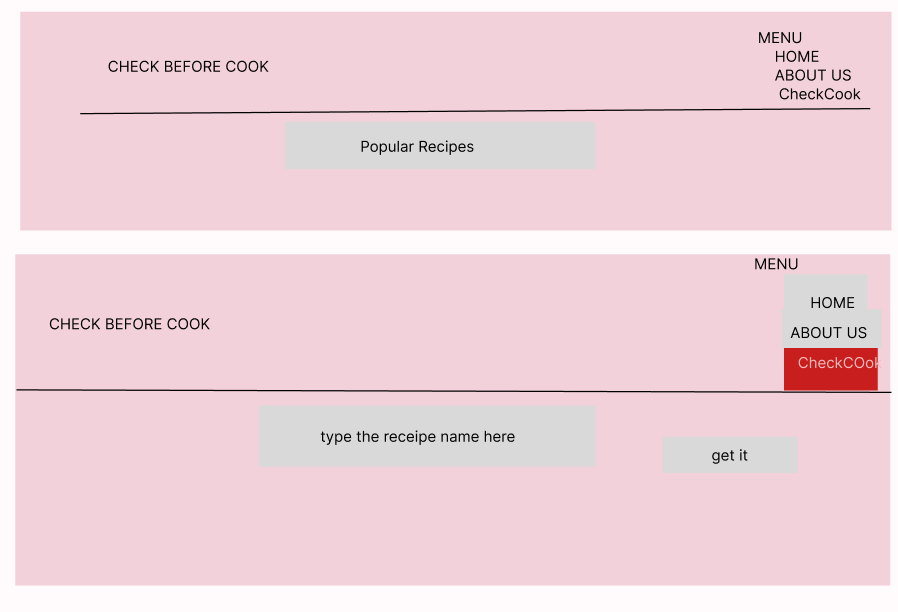 CHECK BEFORE COOK
MENU
HOME
ABOUT US
CheckCook
Popular Recipes
MENU
HOME
CHECK BEFORE COOK
ABOUT US
CheckCOok
type the receipe name here
get it